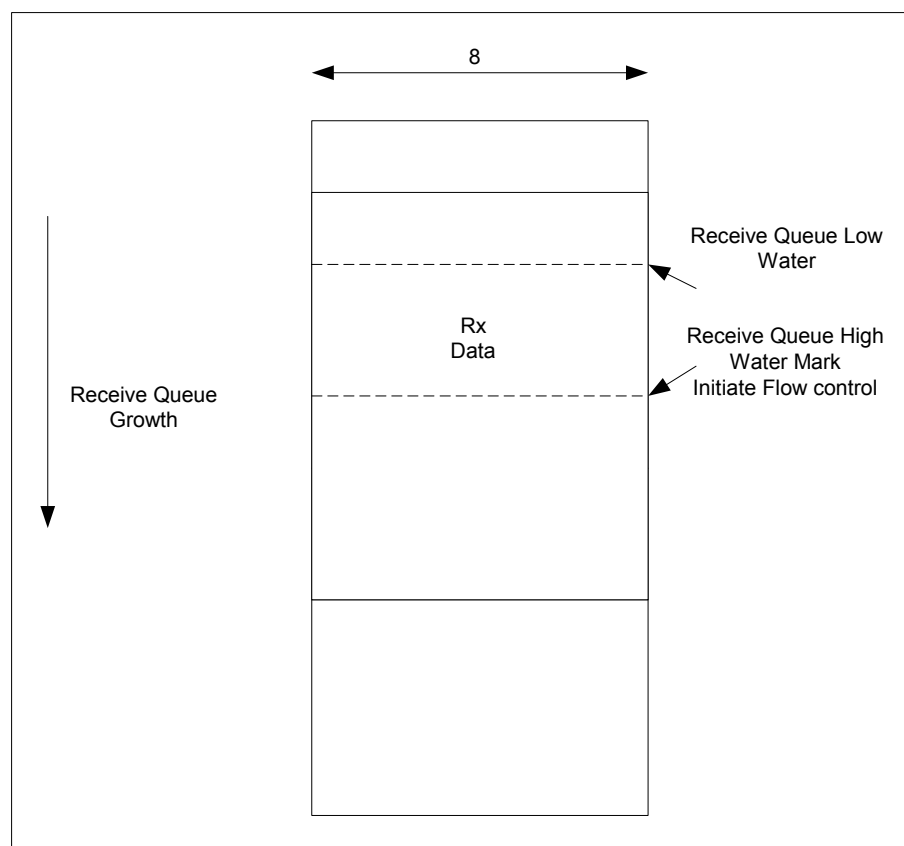 8
Receive Queue Low
Water
Rx
Data
Receive Queue High
Water Mark
Initiate Flow control
Receive Queue
Growth